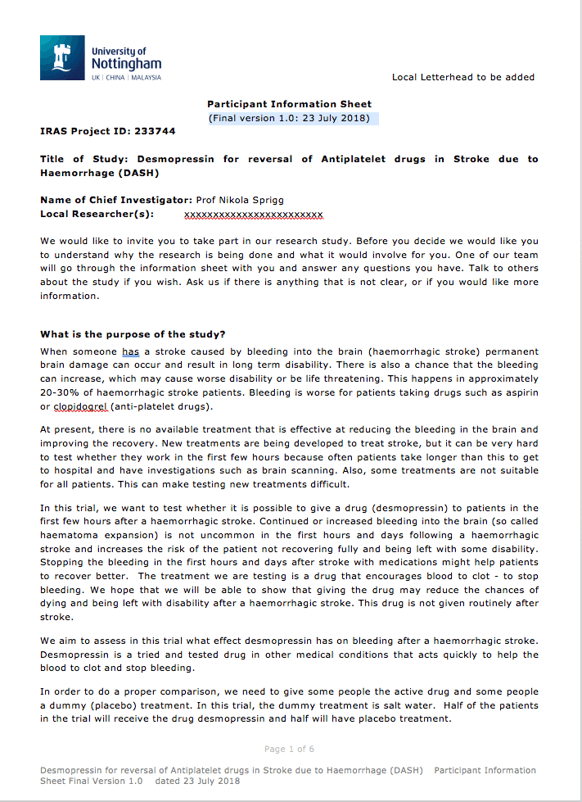 University of
Nottingham
UK | CHINA | MALAYSIA
Local Letterhead to be added
Participant Information Sheet
(Final version 1.0: 23 July 2018)
IRAS Project ID: 233744
Title of Study: Desmopressin for reversal of Antiplatelet drugs in Stroke due to
Haemorrhage (DASH)
Name of Chief Investigator: Prof Nikola Sprigg
Local Researcher(s): xxxxxxxxxxxxxxxxxxxxxxxx
We would like to invite you to take part in our research study. Before you decide we would like you
to understand why the research is being done and what it would involve for you. One of our team
will go through the information sheet with you and answer any questions you have. Talk to others
about the study if you wish. Ask us if there is anything that is not clear, or if you would like more
information.
What is the purpose of the study?
When someone has a stroke caused by bleeding into the brain (haemorrhagic stroke) permanent
brain damage can occur and result in long term disability. There is also a chance that the bleeding
can increase, which may cause worse disability or be life threatening. This happens in approximately
20-30% of haemorrhagic stroke patients. Bleeding is worse for patients taking drugs such as aspirin
or clopidogrel (anti-platelet drugs).
At present, there is no available treatment that is effective at reducing the bleeding in the brain and
improving the recovery. New treatments are being developed to treat stroke, but it can be very hard
to test whether they work in the first few hours because often patients take longer than this to get
to hospital and have investigations such as brain scanning. Also, some treatments are not suitable
for all patients. This can make testing new treatments difficult.
In this trial, we want to test whether it is possible to give a drug (desmopressin) to patients in the
first few hours after a haemorrhagic stroke. Continued or increased bleeding into the brain (so called
haematoma expansion) is not uncommon in the first hours and days following a haemorrhagic
stroke and increases the risk of the patient not recovering fully and being left with some disability.
Stopping the bleeding in the first hours and days after stroke with medications might help patients
to recover better. The treatment we are testing is a drug that encourages blood to clot - to stop
bleeding. We hope that we will be able to show that giving the drug may reduce the chances of
dying and being left with disability after a haemorrhagic stroke. This drug is not given routinely after
stroke.
We aim to assess in this trial what effect desmopressin has on bleeding after a haemorrhagic stroke.
Desmopressin is a tried and tested drug in other medical conditions that acts quickly to help the
blood to clot and stop bleeding.
In order to do a proper comparison, we need to give some people the active drug and some people
a dummy (placebo) treatment. In this trial, the dummy treatment is salt water. Half of the patients
in the trial will receive the drug desmopressin and half will have placebo treatment.
Page 1 of 6
Desmopressin for reversal of Antiplatelet drugs in Stroke due to Haemorrhage (DASH) Participant Information
Sheet Final Version 1.0 dated 23 July 2018